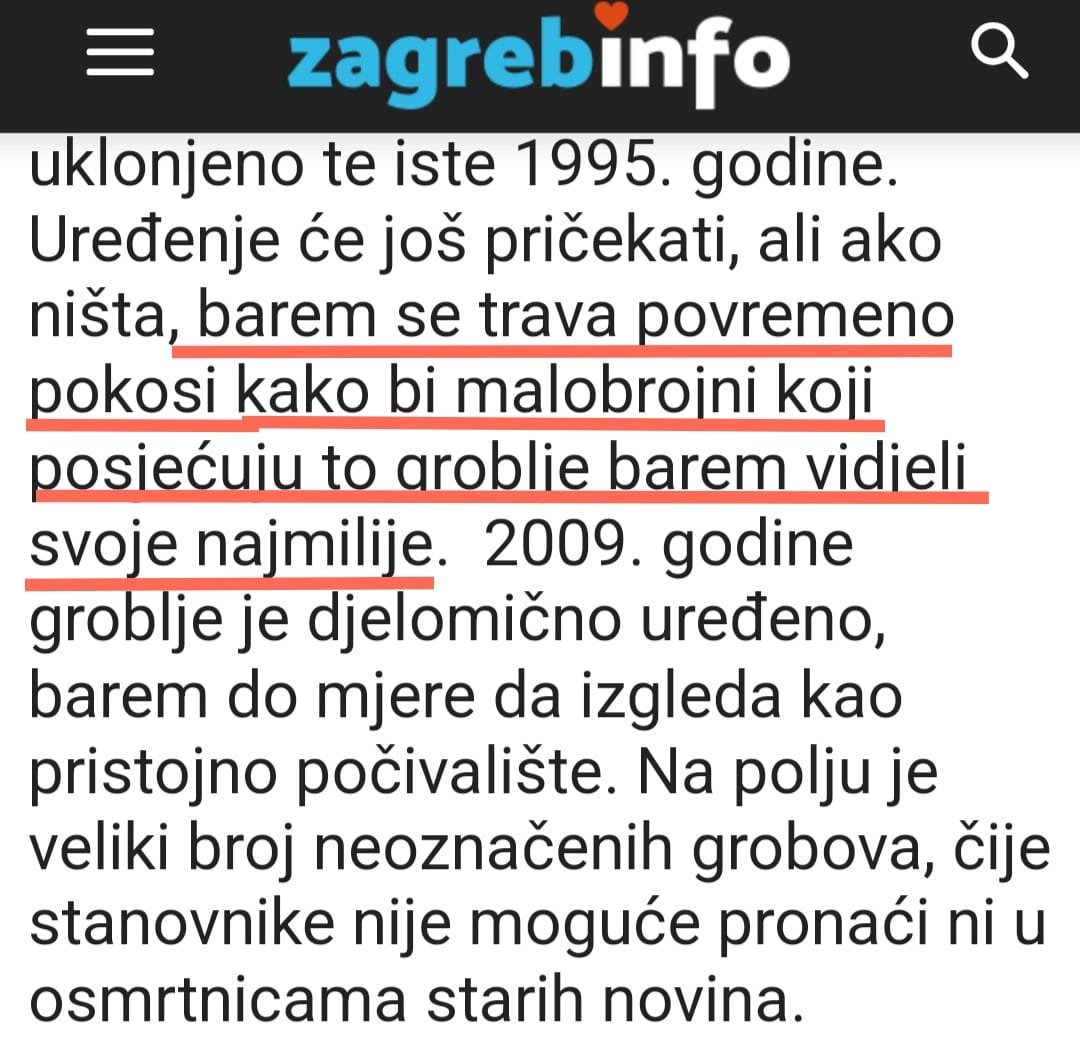 zagrebinfo
uklonjeno te iste 1995. godine.
Uređenje će još pričekati, ali ako
ništa, barem se trava povremeno
pokosi kako bi malobrojni koji
posjećuju to groblje barem vidjeli
svoje najmilije. 2009. godine
groblje je djelomično uređeno,
barem do mjere da izgleda kao
pristojno počivalište. Na polju je
veliki broj neoznačenih grobova, čije
stanovnike nije moguće pronaći ni u
osmrtnicama starih novina.